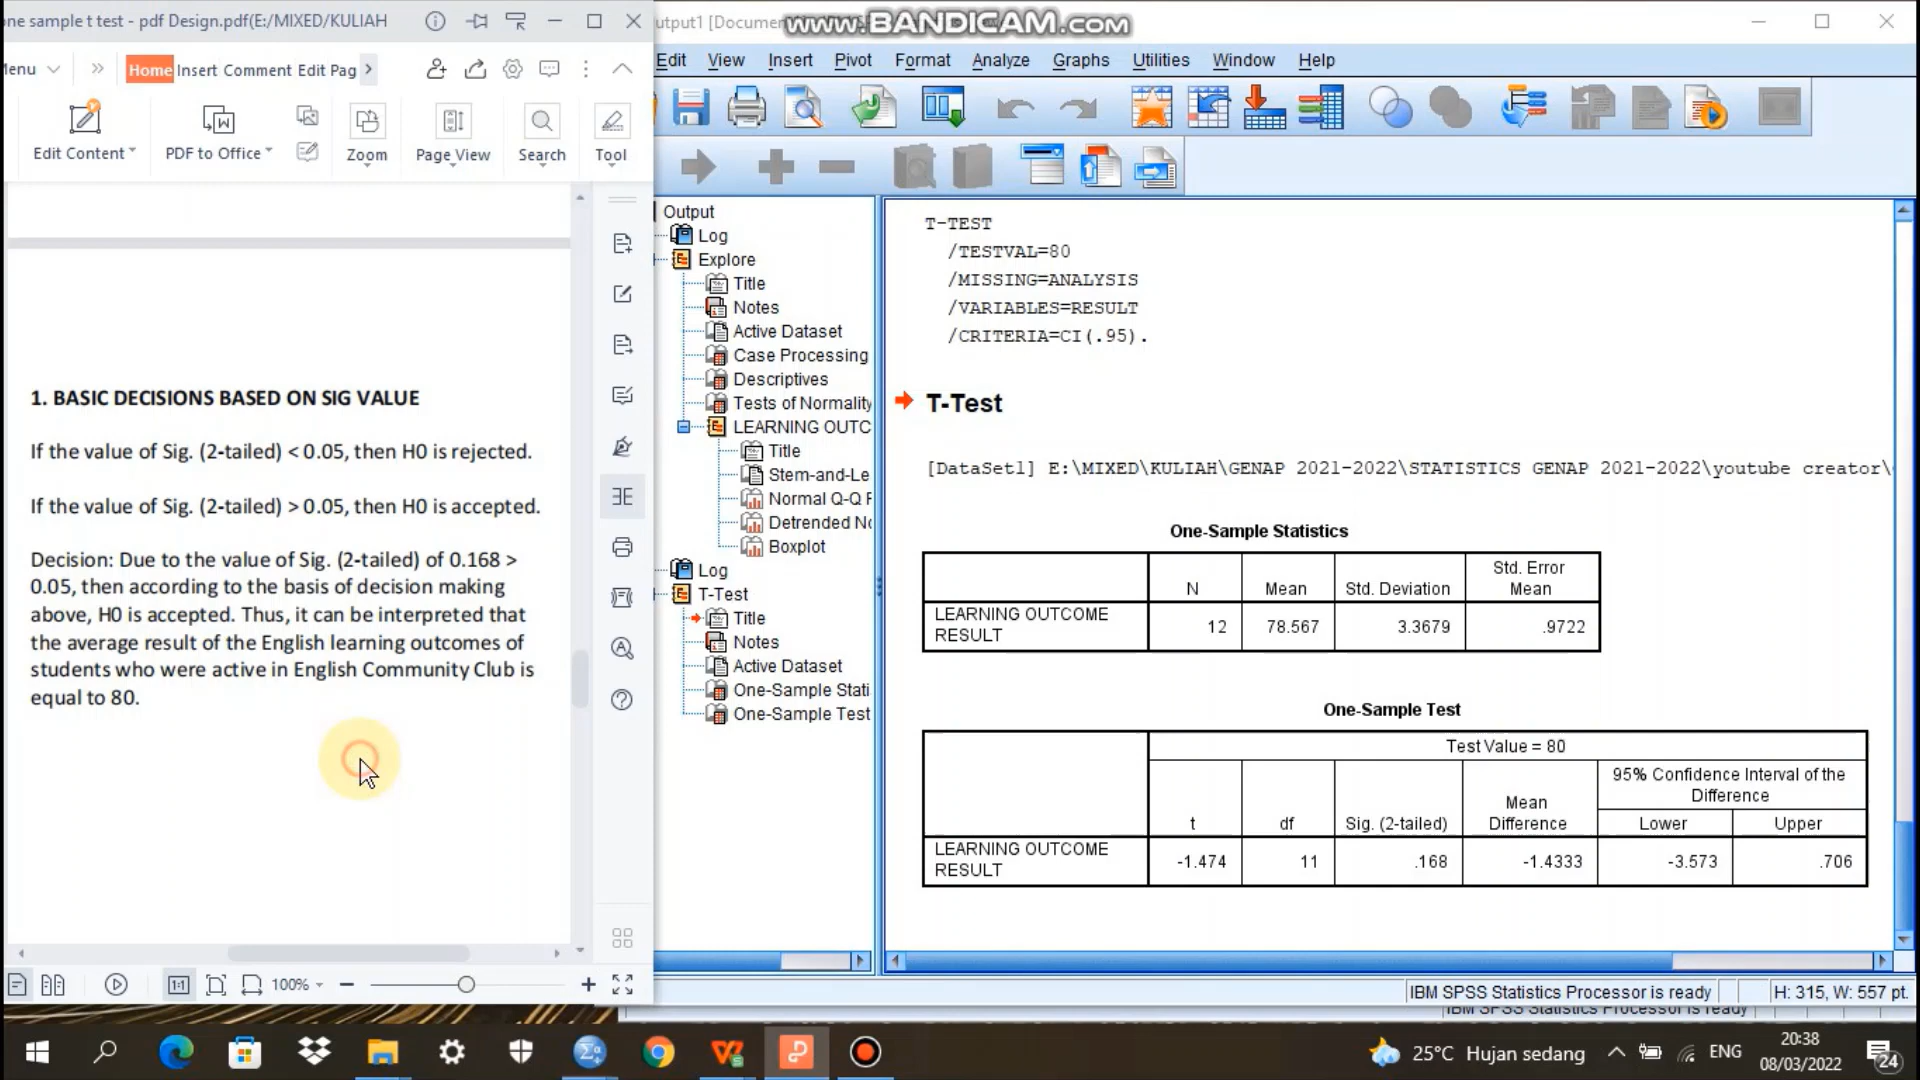 one sample t test - pdf Design.pdf(E:/MIXED/KULIAH
Menu
Home Insert Comment Edit Pag
Edit Content
PDF to Office
Zoom
Page View
Search
Tool
1. BASIC DECISIONS BASED ON SIG VALUE
If the value of Sig. (2-tailed) < 0.05, then H0 is rejected.
If the value of Sig. (2-tailed) > 0.05, then H0 is accepted.
Decision: Due to the value of Sig. (2-tailed) of 0.168 >
0.05, then according to the basis of decision making
above, H0 is accepted. Thus, it can be interpreted that
the average result of the English learning outcomes of
students who were active in English Community Club is
equal to 80.
1:1
100%
utput1 [Documen
www.BANDICAM.com
Edit View Insert Pivot Format Analyze Graphs Utilities Window Help
Output
Log
Explore
Title
Notes
Active Dataset
Case Processing
Descriptives
Tests of Normality
LEARNING OUTC
Title
Stem-and-Le
Normal Q-Q F
Detrended No
Boxplot
Log
T-Test
Title
Notes
Active Dataset
One-Sample Stati
One-Sample Test
T-TEST
/TESTVAL=80
/MISSING=ANALYSIS
/VARIABLES=RESULT
/CRITERIA=CI(.95).
T-Test
[DataSet1] E:\MIXED\KULIAH\GENAP 2021-2022\STATISTICS GENAP 2021-2022\youtube creator\
One-Sample Statistics
N Mean Std. Deviation Std. Error Mean
LEARNING OUTCOME RESULT 12 78.567 3.3679 .9722
One-Sample Test
Test Value = 80
95% Confidence Interval of the Difference
t df Sig. (2-tailed) Mean Difference Lower Upper
LEARNING OUTCOME RESULT -1.474 11 .168 -1.4333 -3.573 .706
IBM SPSS Statistics Processor is ready
H: 315, W: 557 pt.
IBM SPSS Statistics Processor is ready
25°C Hujan sedang
ENG
20:38
08/03/2022
24